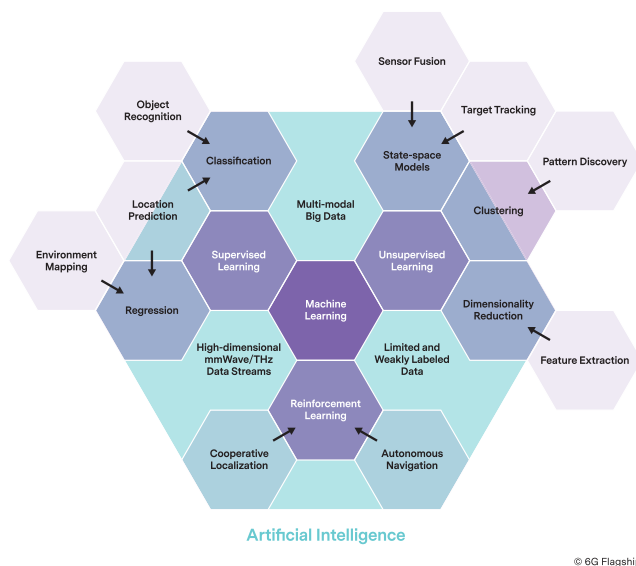 Sensor Fusion
Object
Recognition
Target Tracking
Classification
State-space
Models
Pattern Discovery
Location
Prediction
Multi-modal
Big Data
Clustering
Environment
Mapping
Supervised
Learning
Unsupervised
Learning
Regression
Machine
Learning
Dimensionality
Reduction
High-dimensional
mmWave/THz
Data Streams
Limited and
Weakly Labeled
Data
Feature Extraction
Reinforcement
Learning
Cooperative
Localization
Autonomous
Navigation
Artificial Intelligence
© 6G Flagship